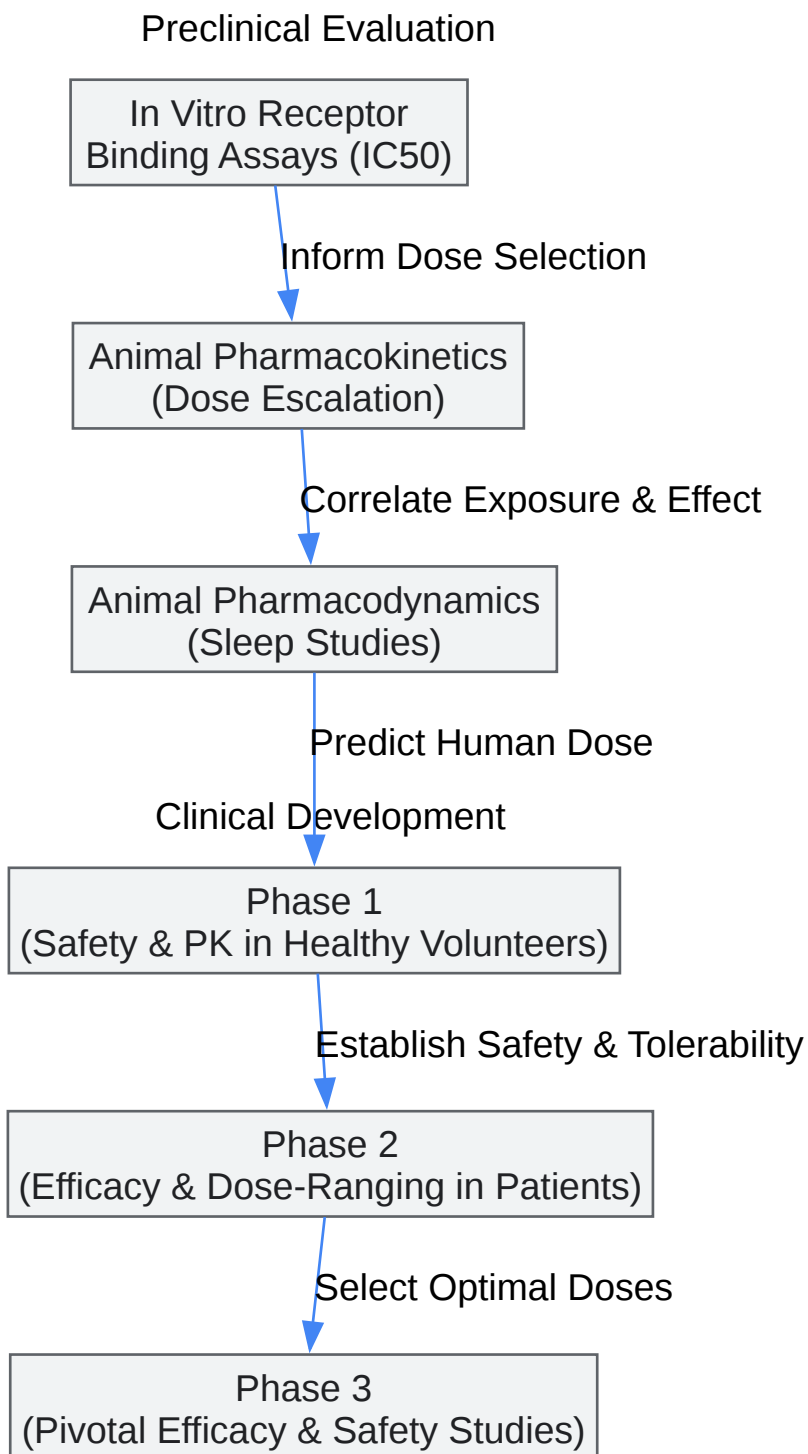 Preclinical Evaluation
In Vitro Receptor
Binding Assays (IC50)
Inform Dose Selection
Animal Pharmacokinetics
(Dose Escalation)
Correlate Exposure & Effect
Animal Pharmacodynamics
(Sleep Studies)
Predict Human Dose
Clinical Development
Phase 1
(Safety & PK in Healthy Volunteers)
Establish Safety & Tolerability
Phase 2
(Efficacy & Dose-Ranging in Patients)
Select Optimal Doses
Phase 3
(Pivotal Efficacy & Safety Studies)